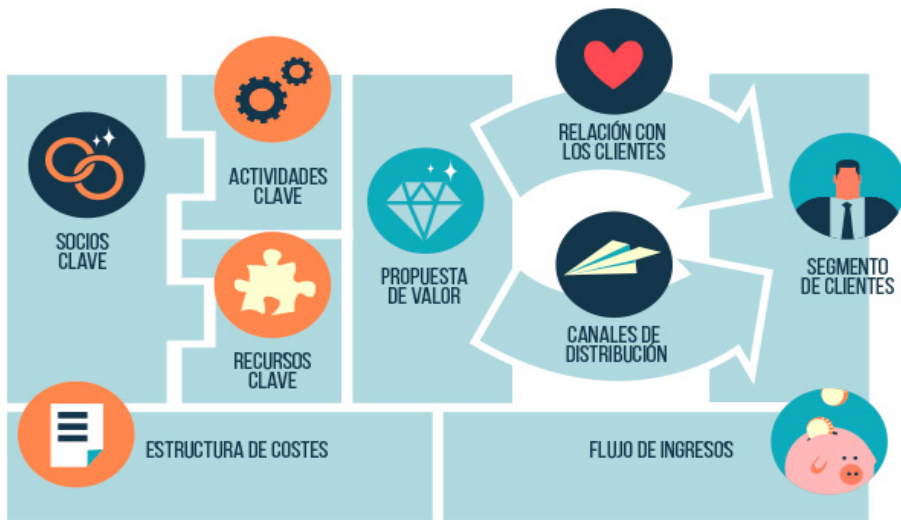 SOCIOS
CLAVE
ACTIVIDADES
CLAVE
RECURSOS
CLAVE
PROPUESTA
DE VALOR
RELACIÓN CON
LOS CLIENTES
CANALES DE
DISTRIBUCIÓN
SEGMENTO
DE CLIENTES
ESTRUCTURA DE COSTES
FLUJO DE INGRESOS